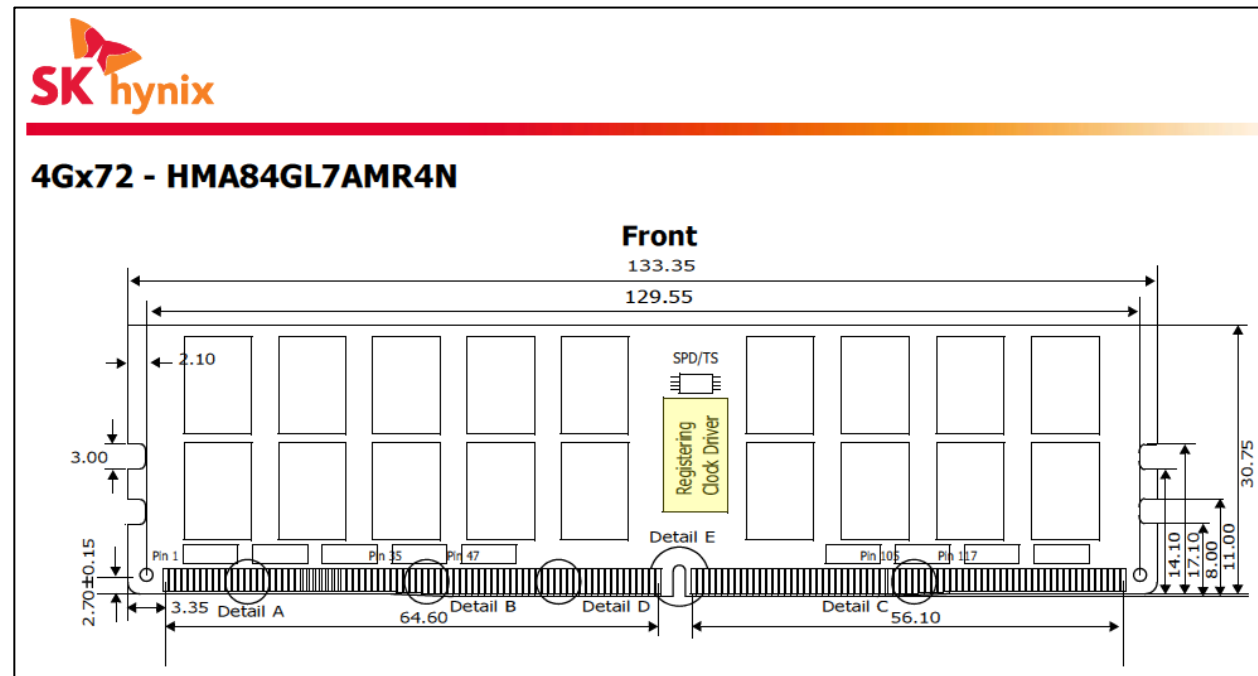 SK hynix
4Gx72 - HMA84GL7AMR4N
Front
133.35
129.55
2.10
SPD/TS
Registering
Clock Driver
3.00
30.75
14.10
17.10
8.00
11.00
Detail E
Pin 1
Pin 35
Pin 47
Pin 105
Pin 117
2.70±0.15
3.35
Detail A
Detail B
Detail D
Detail C
64.60
56.10